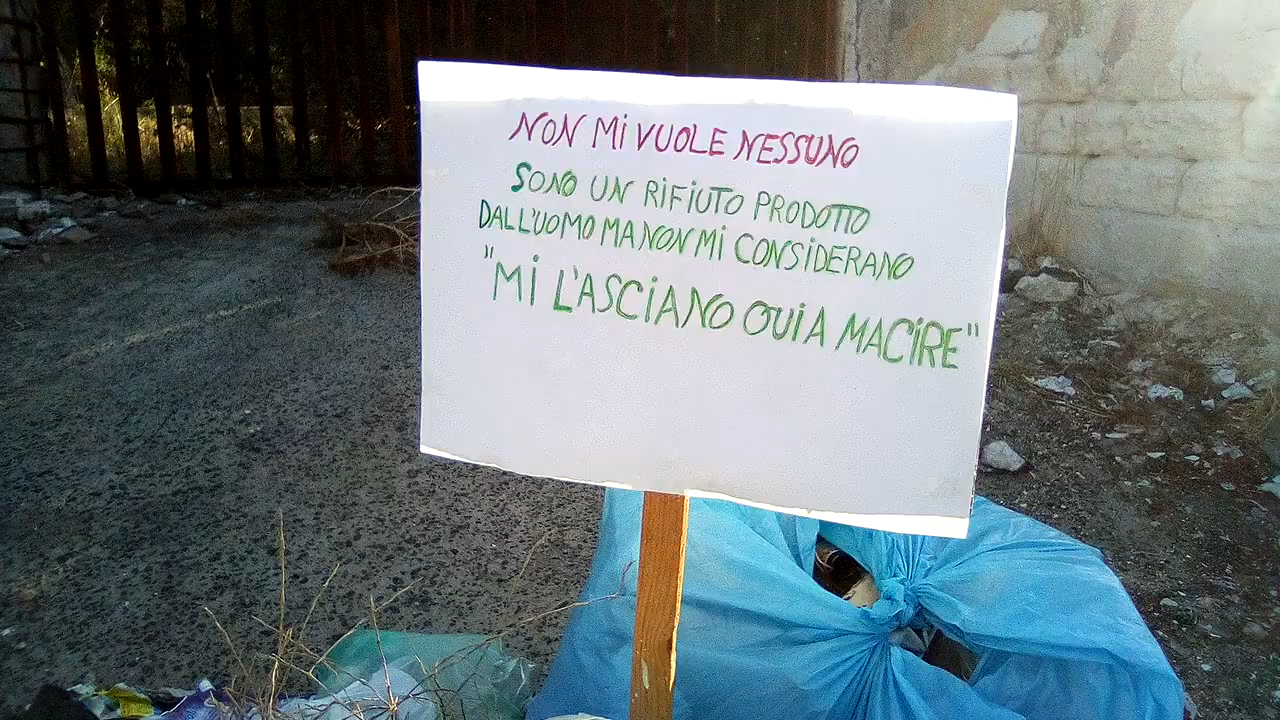 NON Mi VUOLE NESSUNO
SONO UN RiFiUTO PRODOTTO
DALL'UOMO MA NON Mi CONSiDERANO
"Mi L'ASCiANO QUi A MACiRE"